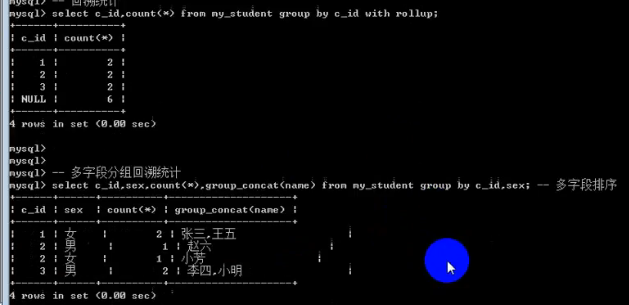 mysql> -- 回溯统计
mysql> select c_id,count(*) from my_student group by c_id with rollup;
+------+----------+
| c_id | count(*) |
+------+----------+
| 1 | 2 |
| 2 | 2 |
| 3 | 2 |
| NULL | 6 |
+------+----------+
4 rows in set (0.00 sec)
mysql>
mysql>
mysql> -- 多字段分组回溯统计
mysql> select c_id,sex,count(*),group_concat(name) from my_student group by c_id,sex; -- 多字段排序
+------+------+----------+--------------------+
| c_id | sex | count(*) | group_concat(name) |
+------+------+----------+--------------------+
| 1 | 女 | 2 | 张三,王五 |
| 2 | 男 | 1 | 赵六 |
| 2 | 女 | 1 | 小芳 |
| 3 | 男 | 2 | 李四,小明 |
+------+------+----------+--------------------+
4 rows in set (0.00 sec)